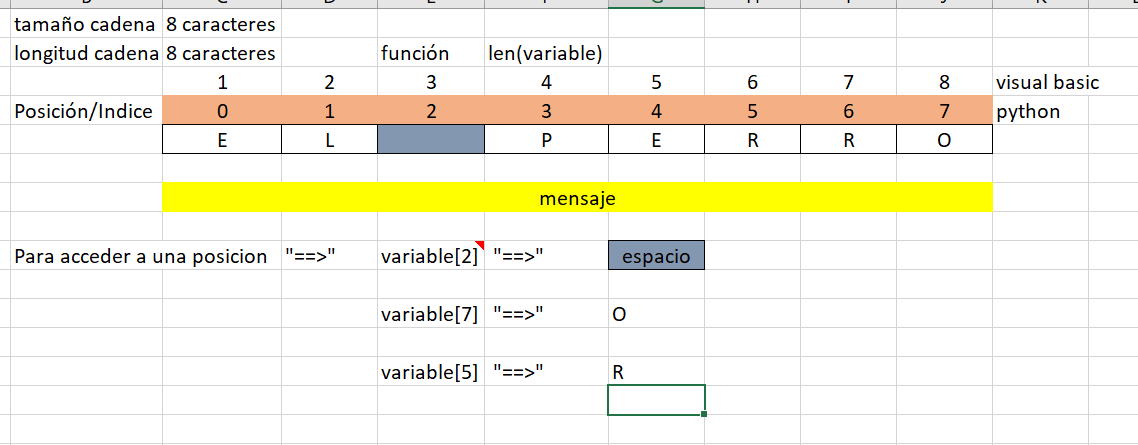 tamaño cadena 8 caracteres
longitud cadena 8 caracteres función len(variable)
1 2 3 4 5 6 7 8 visual basic
Posición/Indice 0 1 2 3 4 5 6 7 python
E L P E R R O
mensaje
Para acceder a una posicion "==>" variable[2] "==>" espacio
variable[7] "==>" O
variable[5] "==>" R